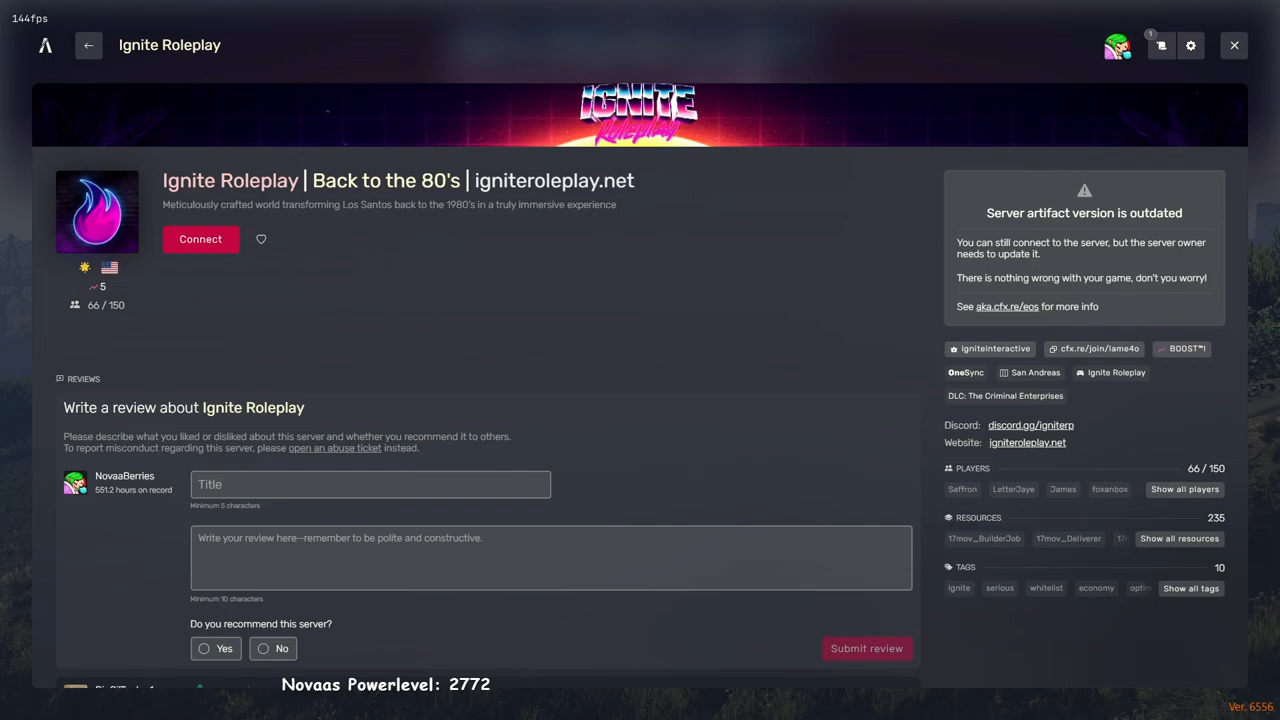 144fps
Ignite Roleplay
1
IGNITE
Roleplay
Ignite Roleplay | Back to the 80's | igniteroleplay.net
Meticulously crafted world transforming Los Santos back to the 1980's in a truly immersive experience
Connect
5
66 / 150
Server artifact version is outdated
You can still connect to the server, but the server owner
needs to update it.
There is nothing wrong with your game, don't you worry!
See aka.cfx.re/eos for more info
igniteinteractive
cfx.re/join/lame4o
BOOST™!
OneSync
San Andreas
Ignite Roleplay
DLC: The Criminal Enterprises
Discord: discord.gg/igniterp
Website: igniteroleplay.net
PLAYERS 66 / 150
Saffron LetterJaye James foxanbox Show all players
RESOURCES 235
17mov_BuilderJob 17mov_Deliverer Show all resources
TAGS 10
ignite serious whitelist economy Show all tags
REVIEWS
Write a review about Ignite Roleplay
Please describe what you liked or disliked about this server and whether you recommend it to others.
To report misconduct regarding this server, please open an abuse ticket instead.
NovaaBerries
551.2 hours on record
Title
Minimum 5 characters
Write your review here—remember to be polite and constructive.
Minimum 10 characters
Do you recommend this server?
Yes No
Submit review
Novaas Powerlevel: 2772
Ver. 6556